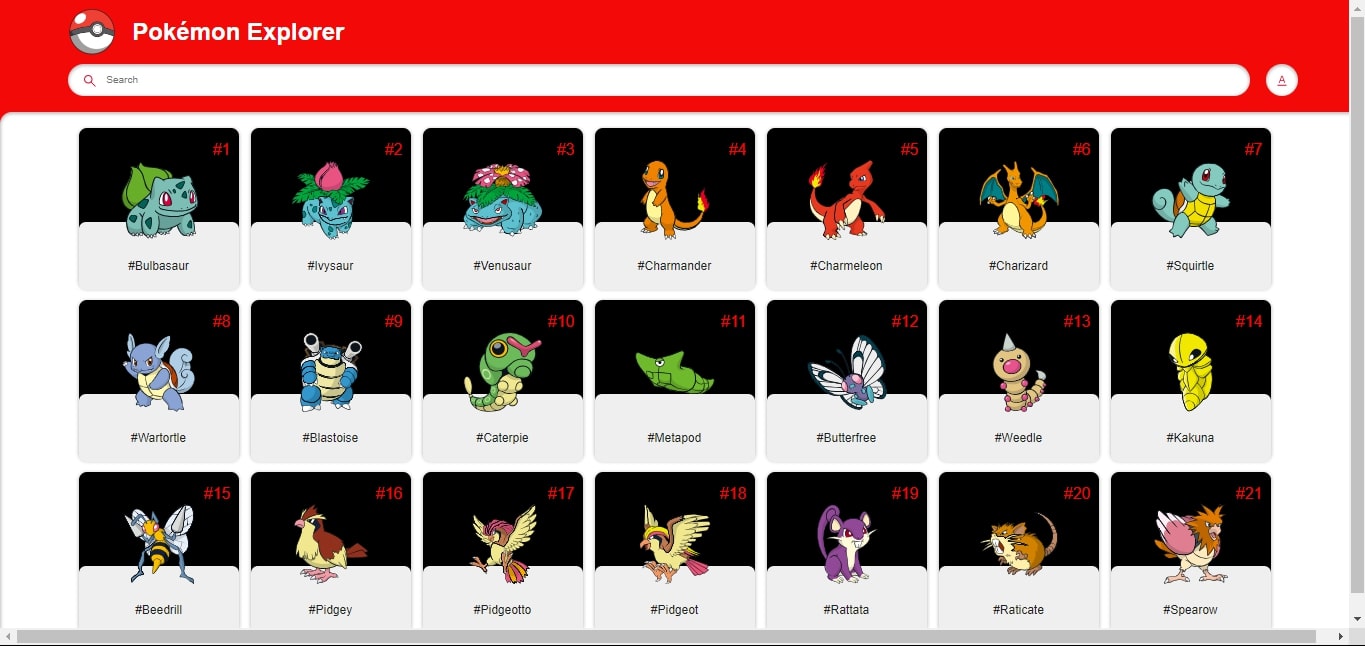 Pokémon Explorer
Search
A
#1 #2 #3 #4 #5 #6 #7
#Bulbasaur #Ivysaur #Venusaur #Charmander #Charmeleon #Charizard #Squirtle
#8 #9 #10 #11 #12 #13 #14
#Wartortle #Blastoise #Caterpie #Metapod #Butterfree #Weedle #Kakuna
#15 #16 #17 #18 #19 #20 #21
#Beedrill #Pidgey #Pidgeotto #Pidgeot #Rattata #Raticate #Spearow